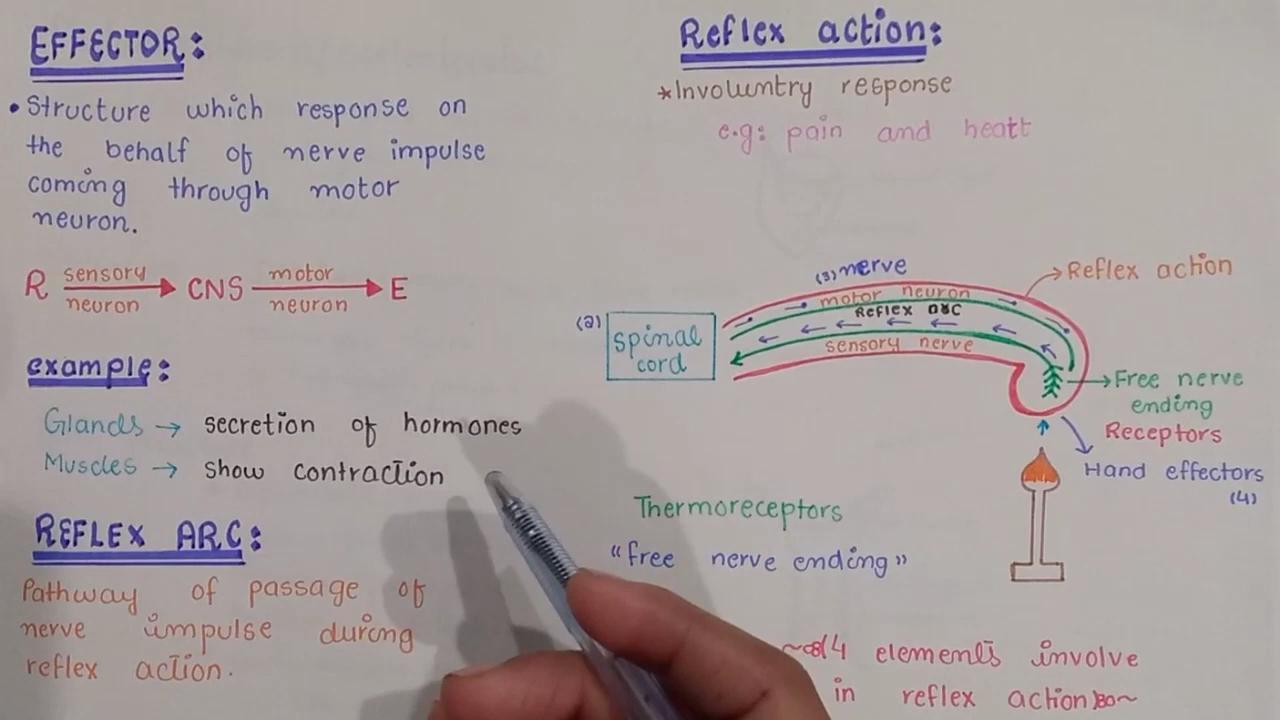 EFFECTOR:
• Structure which response on
the behalf of nerve impulse
coming through motor
neuron.
R sensory neuron → CNS motor neuron → E
example:
Glands → secretion of hormones
Muscles → show contraction
REFLEX ARC:
Pathway of passage of
nerve impulse during
reflex action.
Reflex action:
*Involuntry response
e.g: pain and heatt
(3) nerve
Reflex action
motor neuron
Reflex arc
sensory nerve
(2)
spinal
cord
Free nerve
ending
Receptors
Hand effectors
(4)
Thermoreceptors
"free nerve ending"
4 elements involve
in reflex action